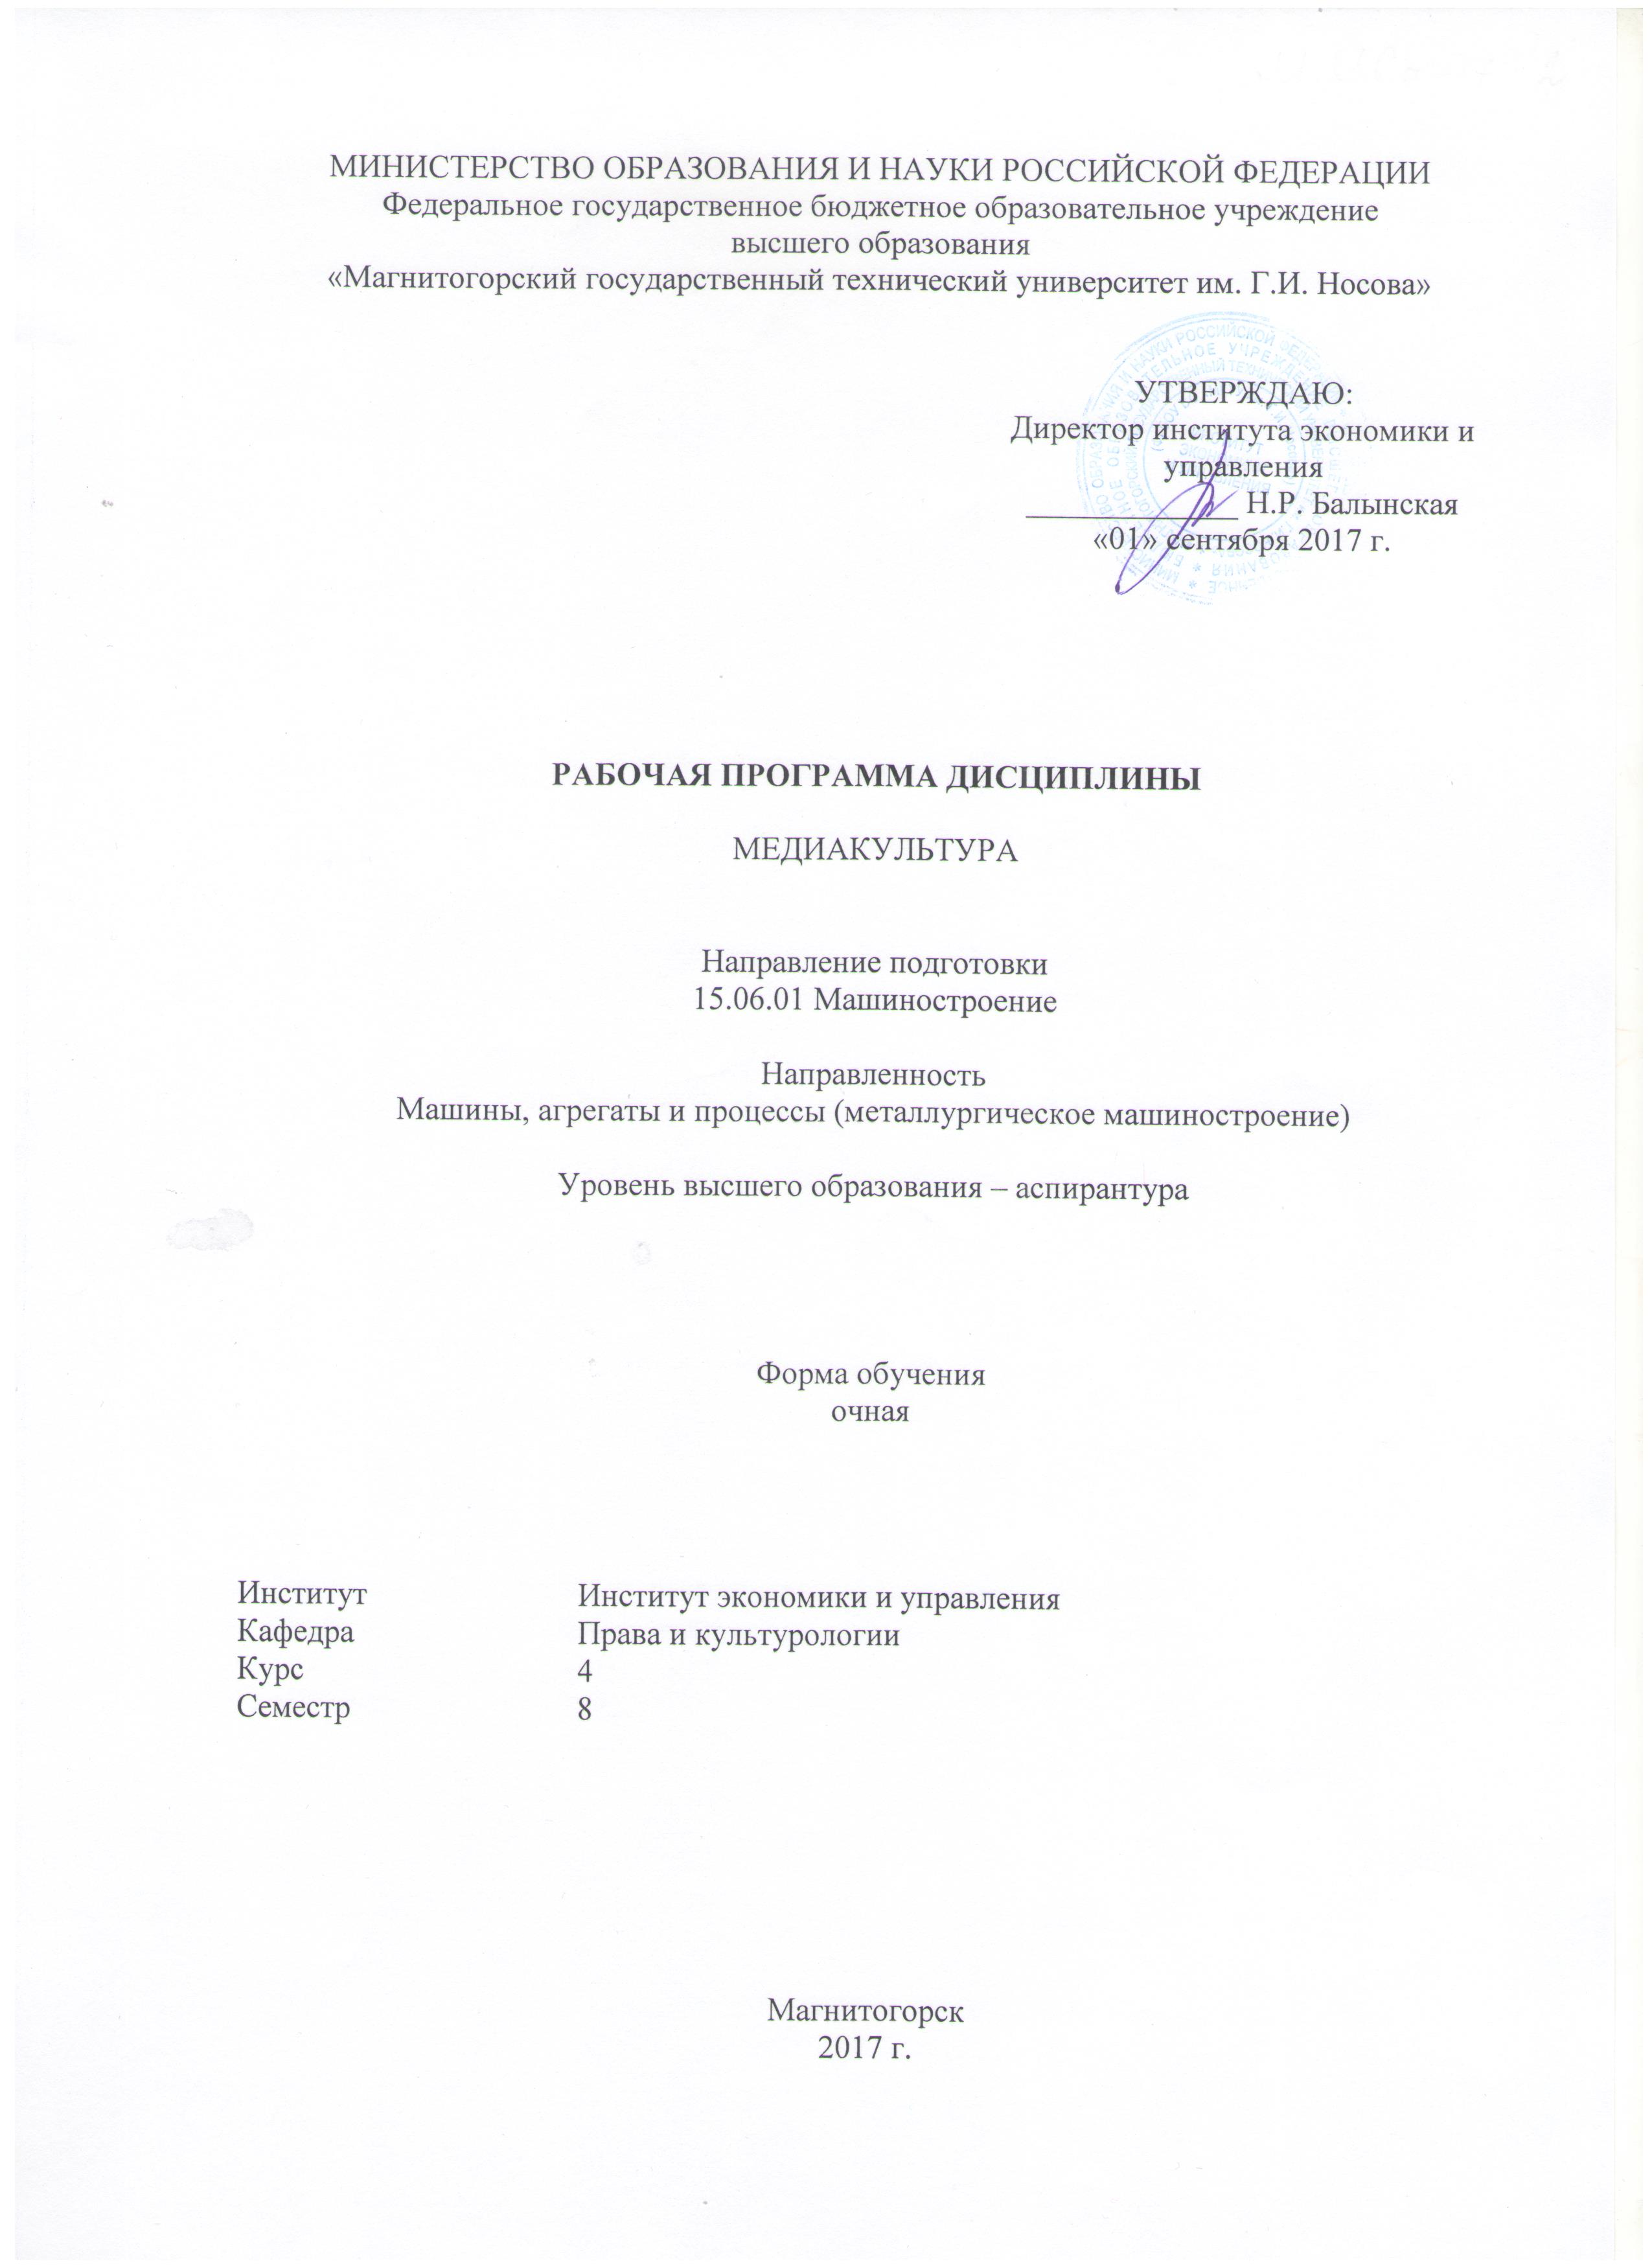 МИНИСТЕРСТВО ОБРАЗОВАНИЯ И НАУКИ РОССИЙСКОЙ ФЕДЕРАЦИИ
Федеральное государственное бюджетное образовательное учреждение
высшего образования
«Магнитогорский государственный технический университет им. Г.И. Носова»
УТВЕРЖДАЮ:
Директор института экономики и
управления
_____________ Н.Р. Балынская
«01» сентября 2017 г.
РАБОЧАЯ ПРОГРАММА ДИСЦИПЛИНЫ
МЕДИАКУЛЬТУРА
Направление подготовки
15.06.01 Машиностроение
Направленность
Машины, агрегаты и процессы (металлургическое машиностроение)
Уровень высшего образования – аспирантура
Форма обучения
очная
Институт Институт экономики и управления
Кафедра Права и культурологии
Курс 4
Семестр 8
Магнитогорск
2017 г.